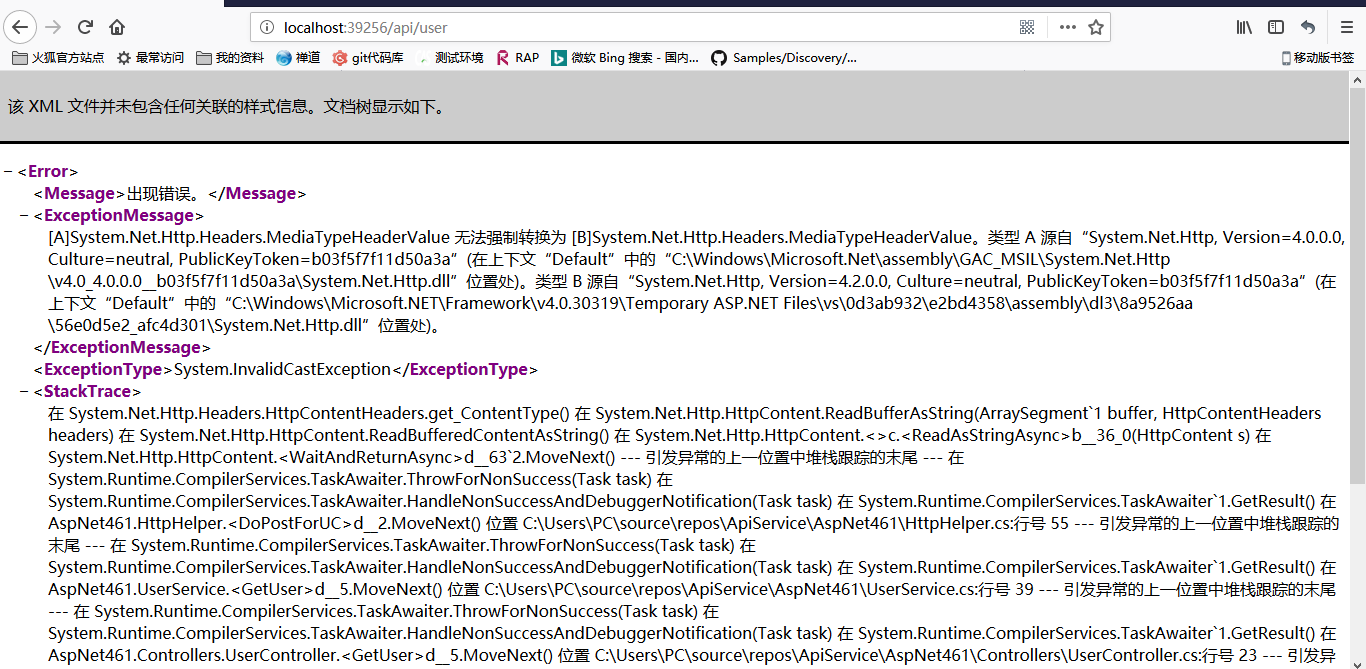 localhost:39256/api/user
火狐官方站点 最常访问 我的资料 禅道 git代码库 测试环境 RAP 微软 Bing 搜索 - 国内... Samples/Discovery/... 移动版书签
该 XML 文件并未包含任何关联的样式信息。文档树显示如下。
− <Error>
<Message>出现错误。</Message>
− <ExceptionMessage>
[A]System.Net.Http.Headers.MediaTypeHeaderValue 无法强制转换为 [B]System.Net.Http.Headers.MediaTypeHeaderValue。类型 A 源自“System.Net.Http, Version=4.0.0.0,
Culture=neutral, PublicKeyToken=b03f5f7f11d50a3a”(在上下文“Default”中的“C:\Windows\Microsoft.Net\assembly\GAC_MSIL\System.Net.Http
\v4.0_4.0.0.0__b03f5f7f11d50a3a\System.Net.Http.dll”位置处)。类型 B 源自“System.Net.Http, Version=4.2.0.0, Culture=neutral, PublicKeyToken=b03f5f7f11d50a3a”(在
上下文“Default”中的“C:\Windows\Microsoft.NET\Framework\v4.0.30319\Temporary ASP.NET Files\vs\0d3ab932\e2bd4358\assembly\dl3\8a9526aa
\56e0d5e2_afc4d301\System.Net.Http.dll”位置处)。
</ExceptionMessage>
<ExceptionType>System.InvalidCastException</ExceptionType>
− <StackTrace>
在 System.Net.Http.Headers.HttpContentHeaders.get_ContentType() 在 System.Net.Http.HttpContent.ReadBufferAsString(ArraySegment`1 buffer, HttpContentHeaders
headers) 在 System.Net.Http.HttpContent.ReadBufferedContentAsString() 在 System.Net.Http.HttpContent.<>c.<ReadAsStringAsync>b__36_0(HttpContent s) 在
System.Net.Http.HttpContent.<WaitAndReturnAsync>d__63`2.MoveNext() --- 引发异常的上一位置中堆栈跟踪的末尾 --- 在
System.Runtime.CompilerServices.TaskAwaiter.ThrowForNonSuccess(Task task) 在
System.Runtime.CompilerServices.TaskAwaiter.HandleNonSuccessAndDebuggerNotification(Task task) 在 System.Runtime.CompilerServices.TaskAwaiter`1.GetResult() 在
AspNet461.HttpHelper.<DoPostForUC>d__2.MoveNext() 位置 C:\Users\PC\source\repos\ApiService\AspNet461\HttpHelper.cs:行号 55 --- 引发异常的上一位置中堆栈跟踪的
末尾 --- 在 System.Runtime.CompilerServices.TaskAwaiter.ThrowForNonSuccess(Task task) 在
System.Runtime.CompilerServices.TaskAwaiter.HandleNonSuccessAndDebuggerNotification(Task task) 在 System.Runtime.CompilerServices.TaskAwaiter`1.GetResult() 在
AspNet461.UserService.<GetUser>d__5.MoveNext() 位置 C:\Users\PC\source\repos\ApiService\AspNet461\UserService.cs:行号 39 --- 引发异常的上一位置中堆栈跟踪的末尾
--- 在 System.Runtime.CompilerServices.TaskAwaiter.ThrowForNonSuccess(Task task) 在
System.Runtime.CompilerServices.TaskAwaiter.HandleNonSuccessAndDebuggerNotification(Task task) 在 System.Runtime.CompilerServices.TaskAwaiter`1.GetResult() 在
AspNet461.Controllers.UserController.<GetUser>d__5.MoveNext() 位置 C:\Users\PC\source\repos\ApiService\AspNet461\Controllers\UserController.cs:行号 23 --- 引发异